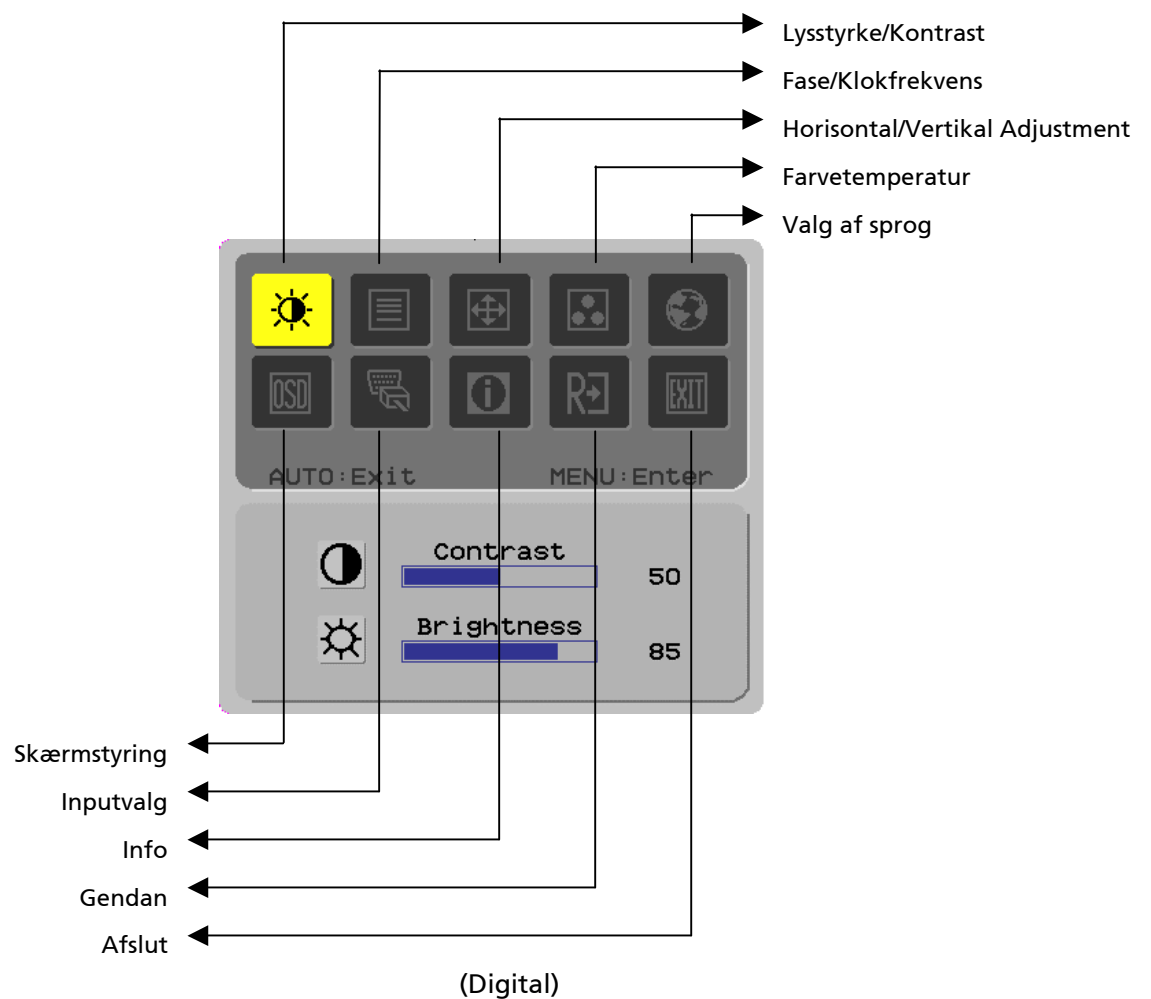 Lysstyrke/Kontrast
Fase/Klokfrekvens
Horisontal/Vertikal Adjustment
Farvetemperatur
Valg af sprog
OSD
i
R
EXIT
AUTO:Exit MENU:Enter
Contrast
50
Brightness
85
Skærmstyring
Inputvalg
Info
Gendan
Afslut
(Digital)